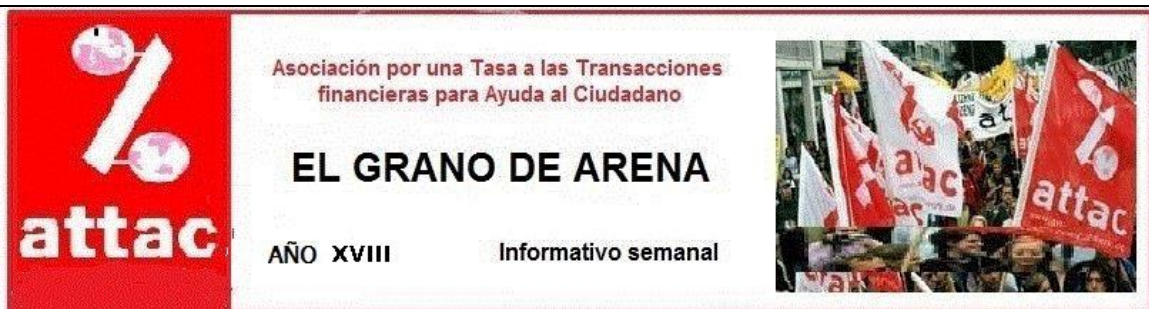 attac
Asociación por una Tasa a las Transacciones
financieras para Ayuda al Ciudadano
EL GRANO DE ARENA
AÑO XVIII
Informativo semanal
attac
attac